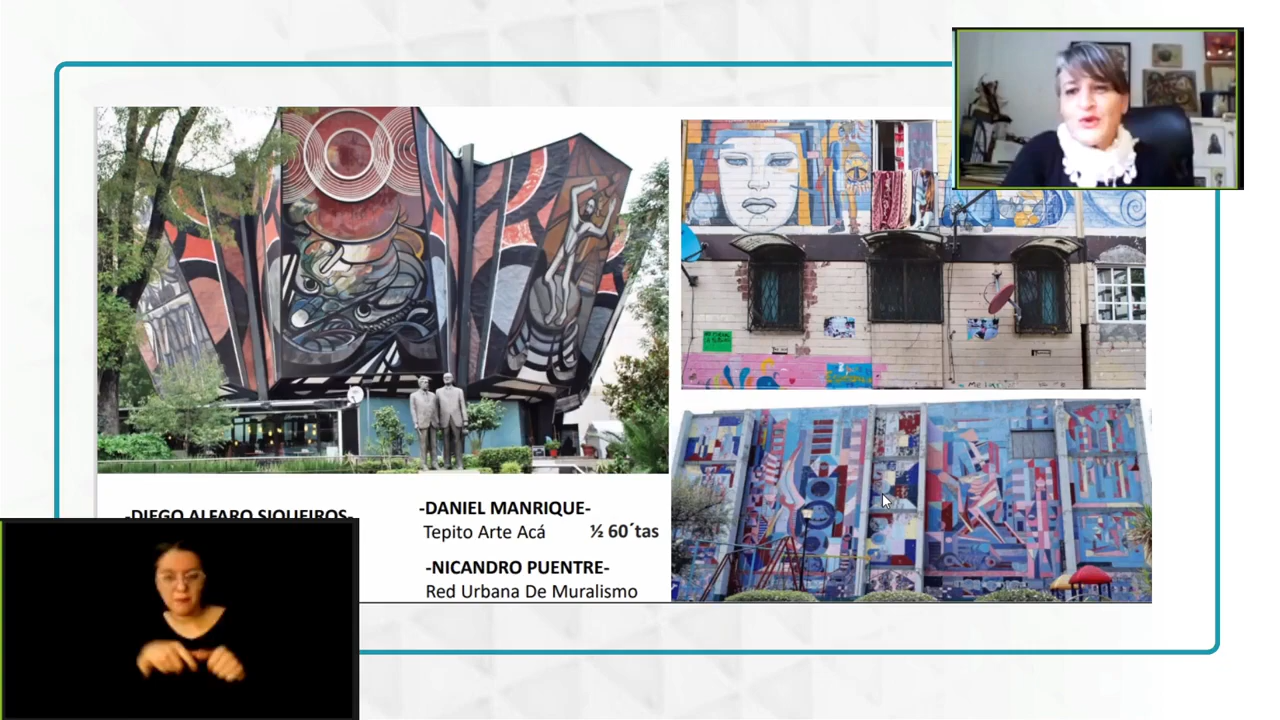 -DIEGO ALFARO SIQUEIROS-
-DANIEL MANRIQUE-
Tepito Arte Acá
½ 60´tas
-NICANDRO PUENTRE-
Red Urbana De Muralismo